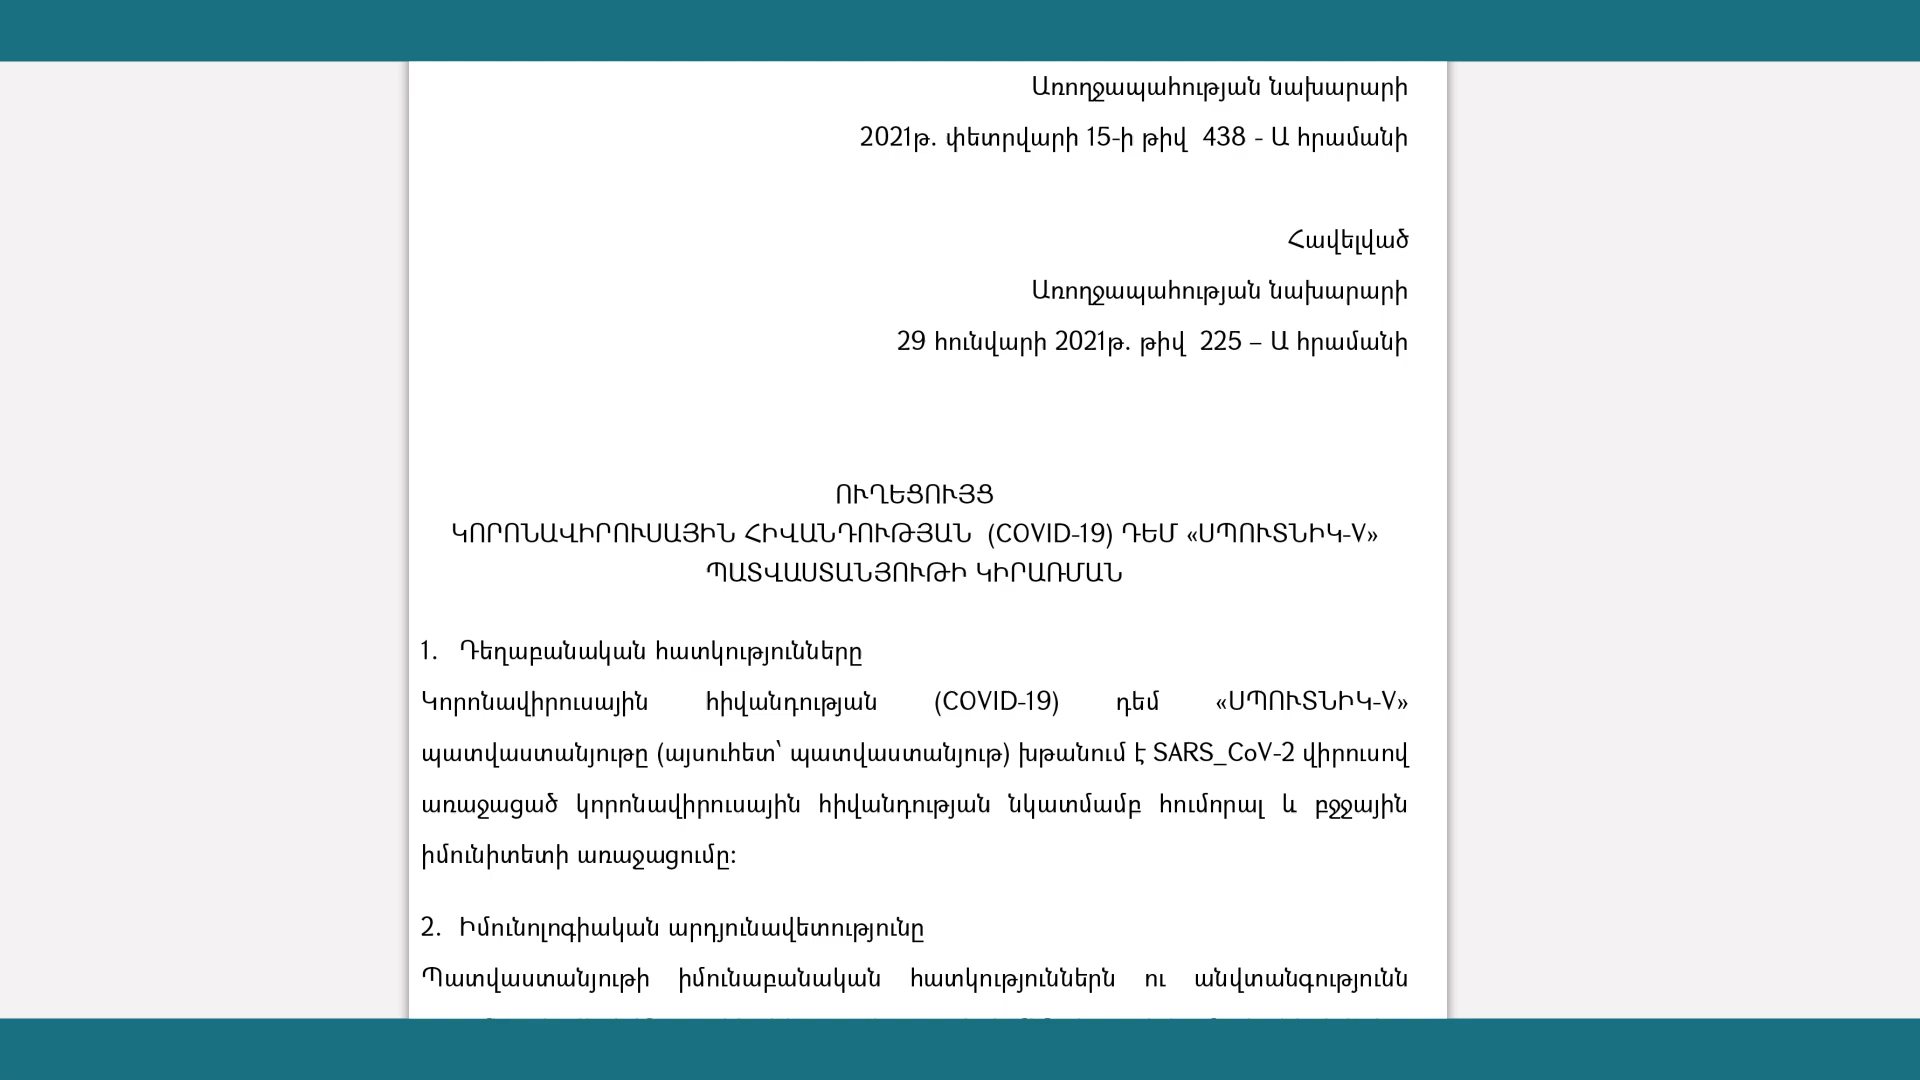 Առողջապահության նախարարի
2021թ. փետրվարի 15-ի թիվ 438 - Ա հրամանի
Հավելված
Առողջապահության նախարարի
29 հունվարի 2021թ. թիվ 225 – Ա հրամանի
ՈՒՂԵՑՈՒՅՑ
ԿՈՐՈՆԱՎԻՐՈՒՍԱՅԻՆ ՀԻՎԱՆԴՈՒԹՅԱՆ (COVID-19) ԴԵՄ «ՍՊՈՒՏՆԻԿ-V»
ՊԱՏՎԱՍՏԱՆՅՈՒԹԻ ԿԻՐԱՌՄԱՆ
1. Դեղաբանական հատկությունները
Կորոնավիրուսային հիվանդության (COVID-19) դեմ «ՍՊՈՒՏՆԻԿ-V»
պատվաստանյութը (այսուհետ՝ պատվաստանյութ) խթանում է SARS_CoV-2 վիրուսով
առաջացած կորոնավիրուսային հիվանդության նկատմամբ հումորալ և բջջային
իմունիտետի առաջացումը:
2. Իմունոլոգիական արդյունավետությունը
Պատվաստանյութի իմունաբանական հատկություններն ու անվտանգությունն